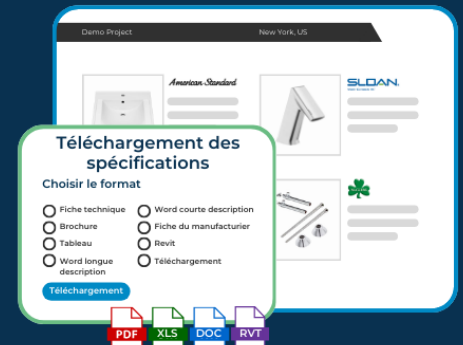 Demo Project New York, US
American Standard
SLOAN.
Téléchargement des
spécifications
Choisir le format
Fiche technique
Word courte description
Brochure
Fiche du manufacturier
Tableau
Revit
Word longue
description
Téléchargement
Téléchargement
PDF XLS DOC RVT